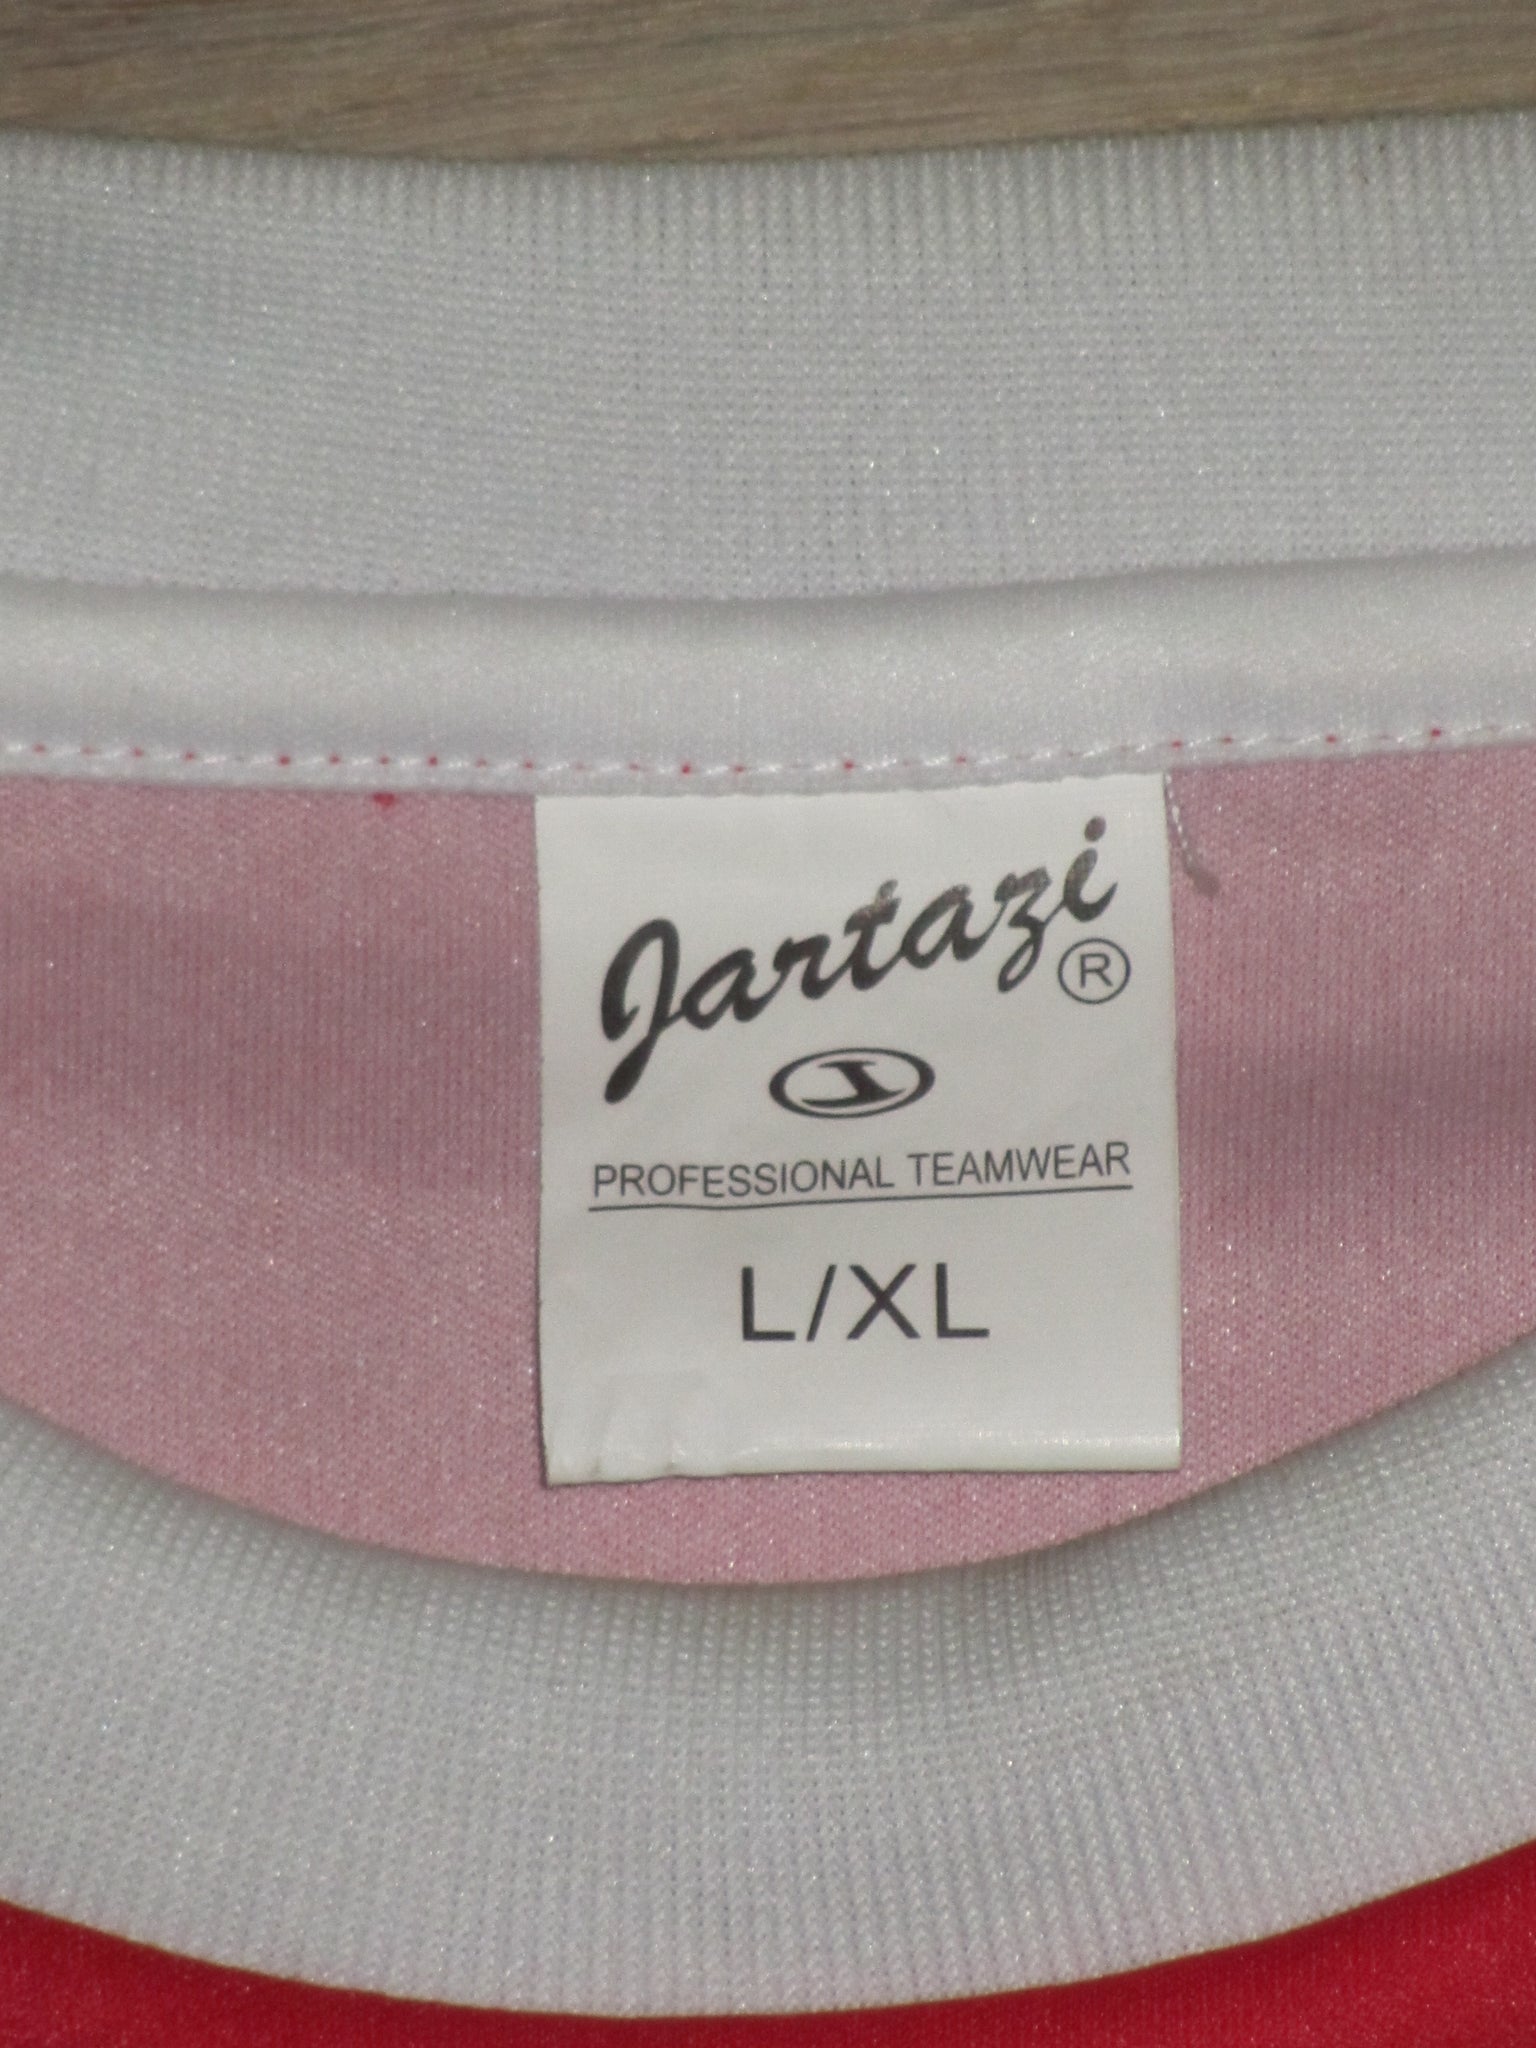 Jartazi
®
J
PROFESSIONAL TEAMWEAR
L/XL